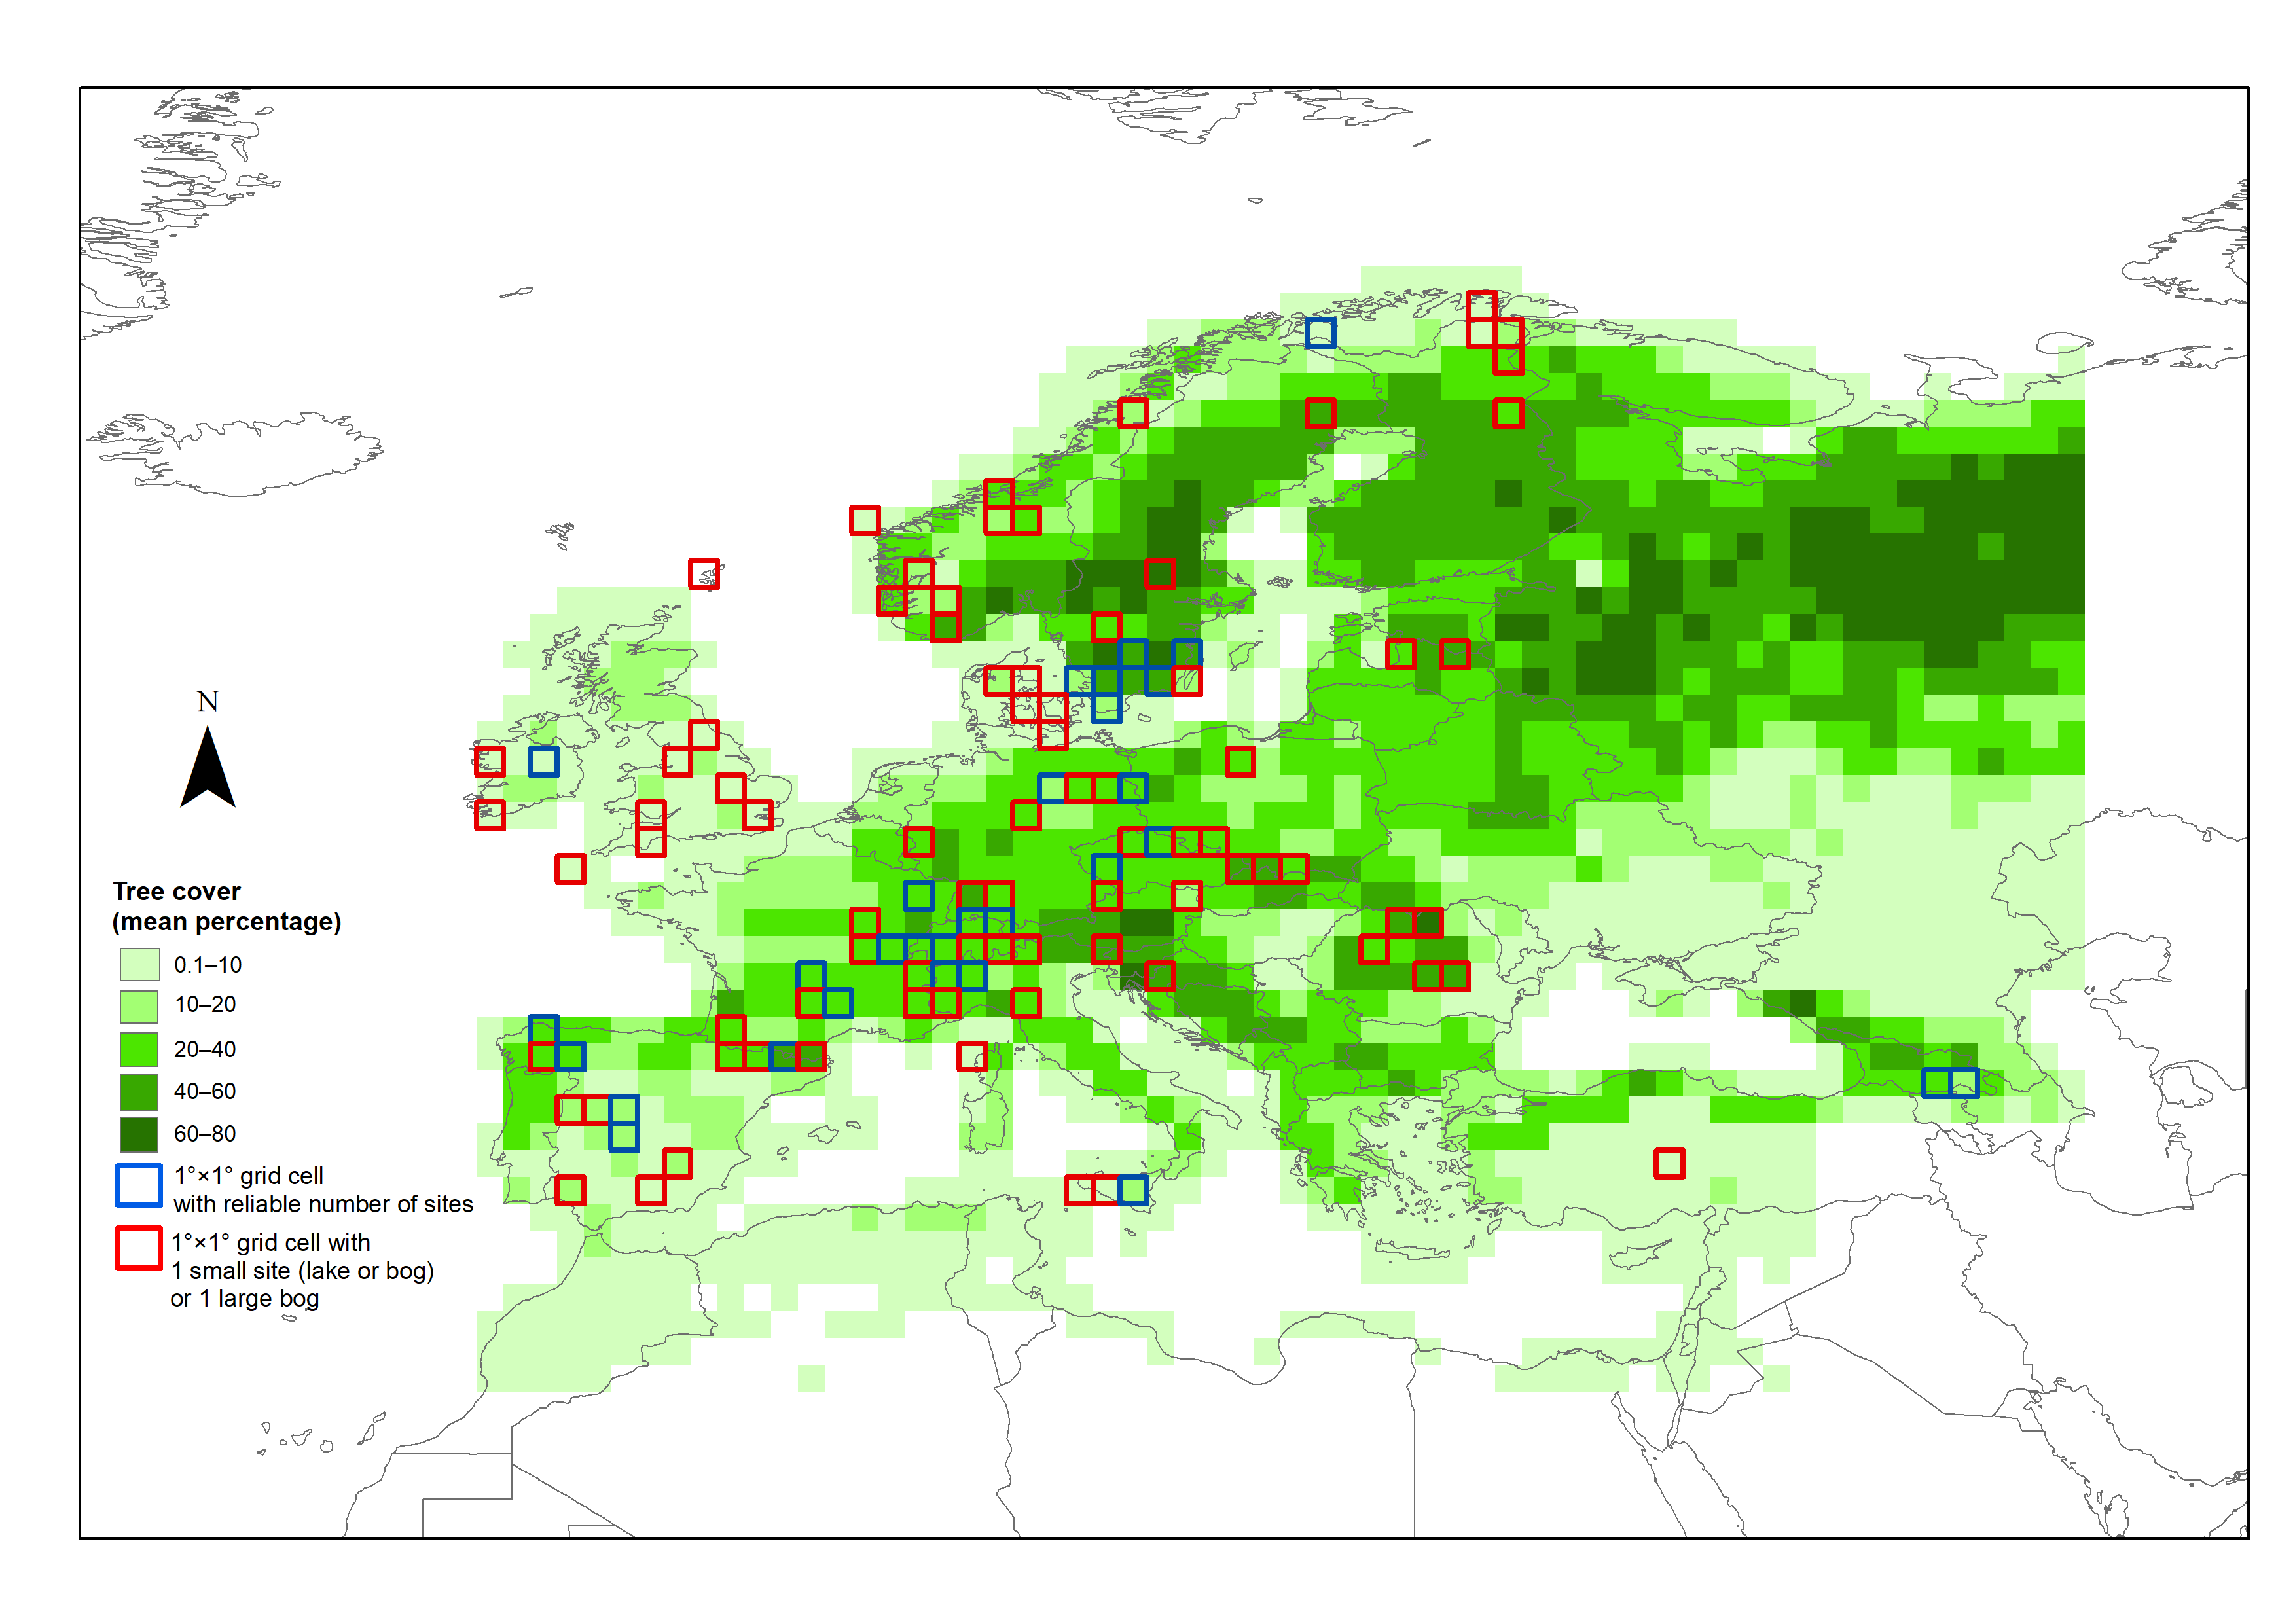 N
Tree cover
(mean percentage)
0.1–10
10–20
20–40
40–60
60–80
1°×1° grid cell
with reliable number of sites
1°×1° grid cell with
1 small site (lake or bog)
or 1 large bog